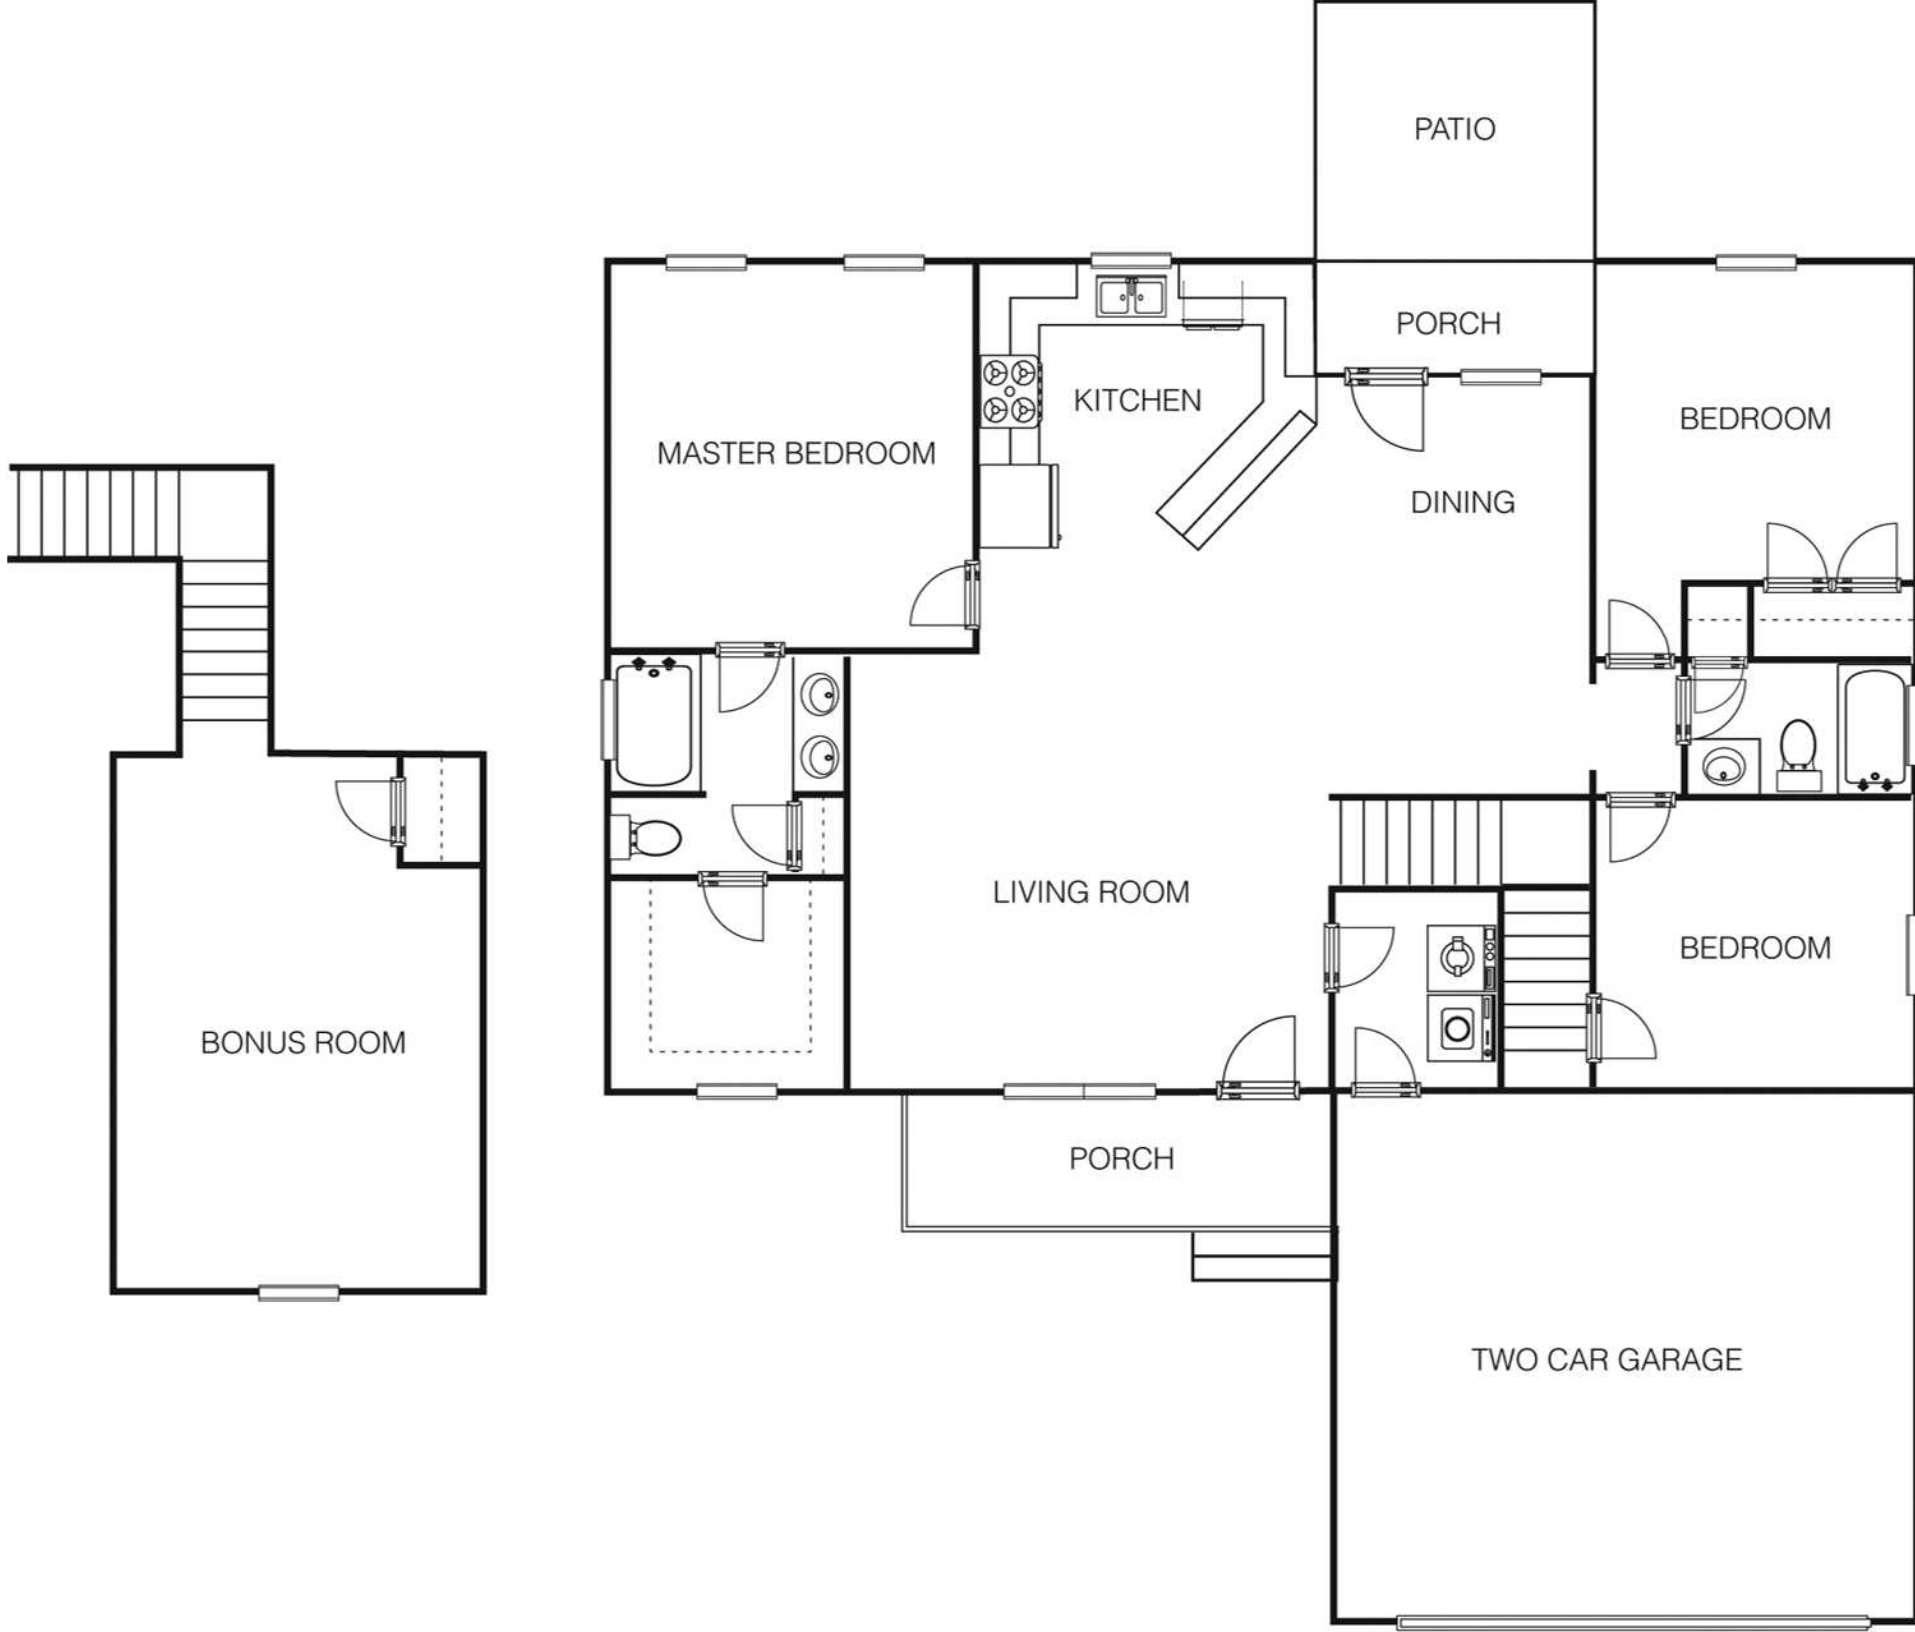 PATIO
PORCH
KITCHEN
BEDROOM
MASTER BEDROOM
DINING
LIVING ROOM
BEDROOM
BONUS ROOM
PORCH
TWO CAR GARAGE